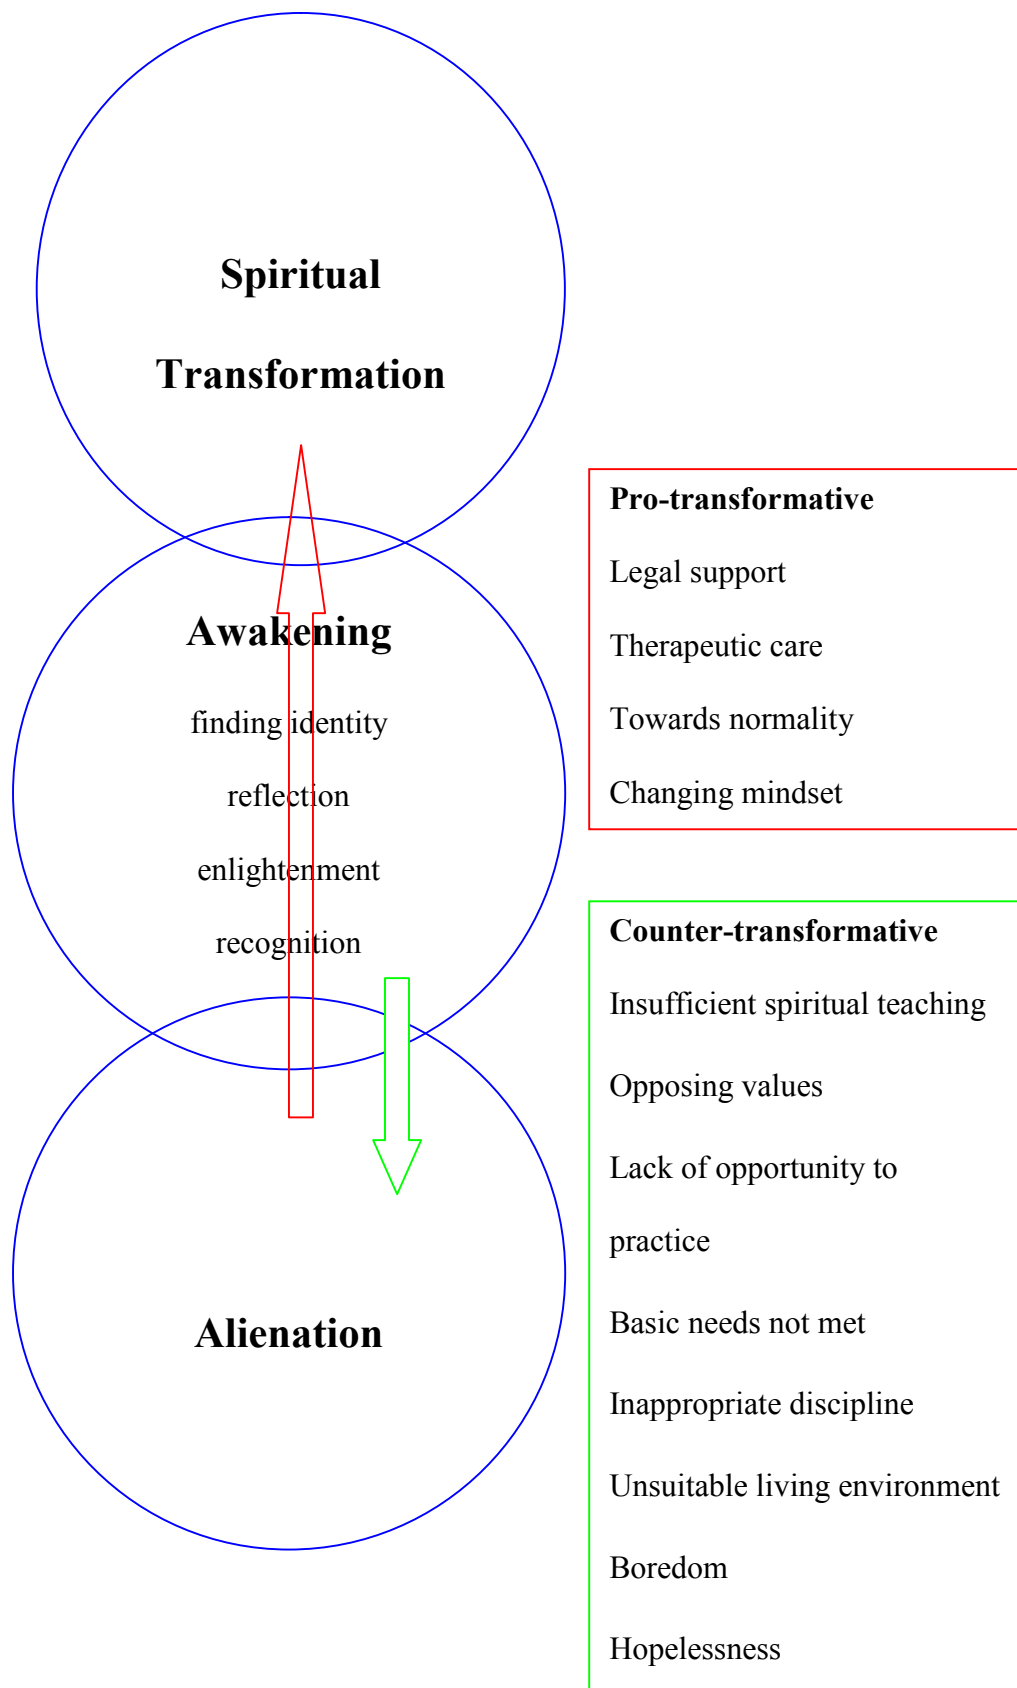 Spiritual
Transformation
Awakening
finding identity
reflection
enlightenment
recognition
Alienation
Pro-transformative
Legal support
Therapeutic care
Towards normality
Changing mindset
Counter-transformative
Insufficient spiritual teaching
Opposing values
Lack of opportunity to
practice
Basic needs not met
Inappropriate discipline
Unsuitable living environment
Boredom
Hopelessness